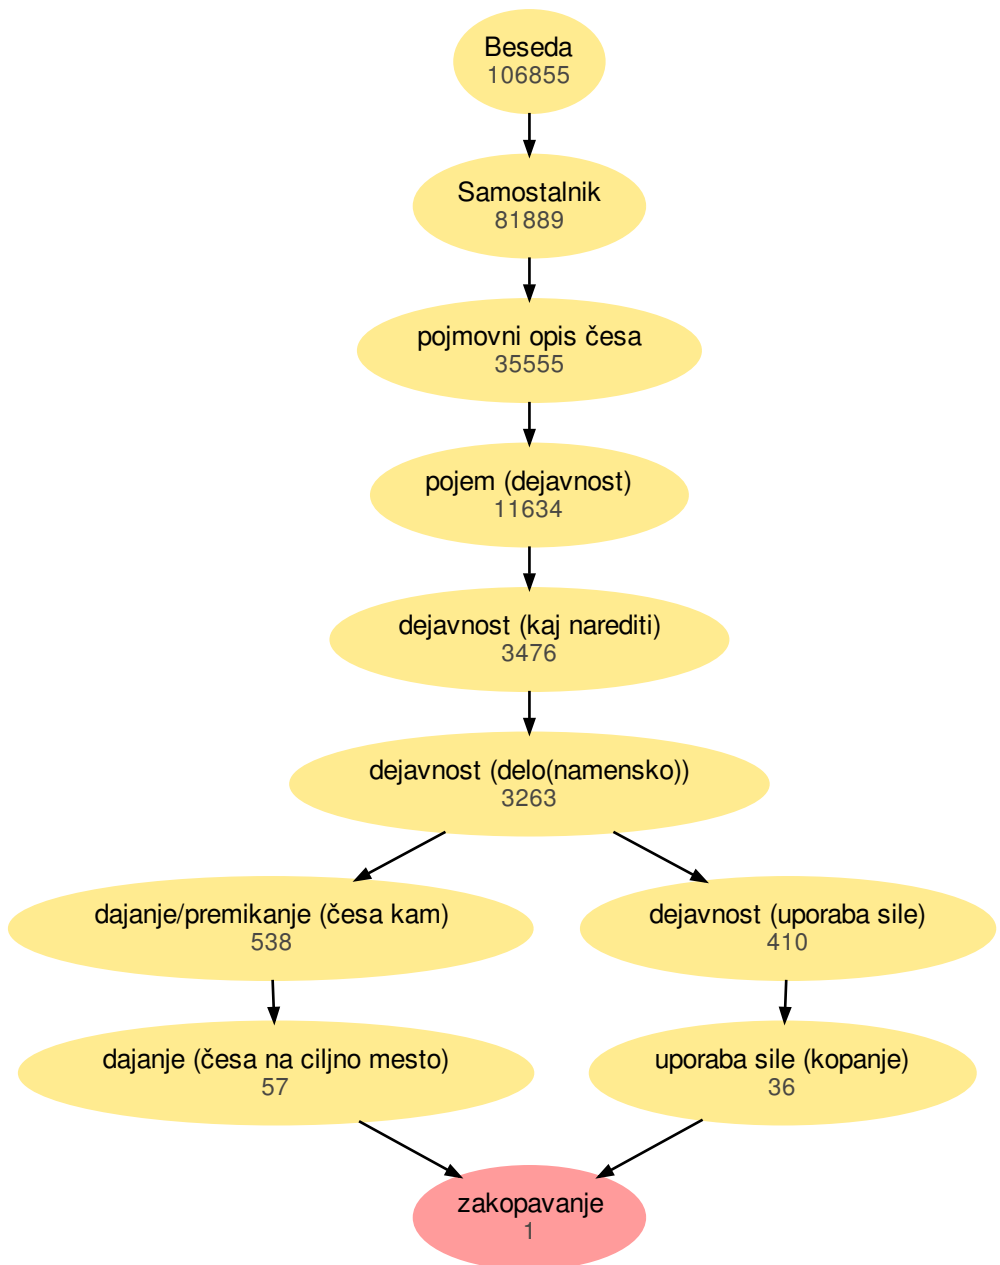 Beseda
106855
Samostalnik
81889
pojmovni opis česa
35555
pojem (dejavnost)
11634
dejavnost (kaj narediti)
3476
dejavnost (delo(namensko))
3263
dajanje/premikanje (česa kam)
538
dejavnost (uporaba sile)
410
dajanje (česa na ciljno mesto)
57
uporaba sile (kopanje)
36
zakopavanje
1